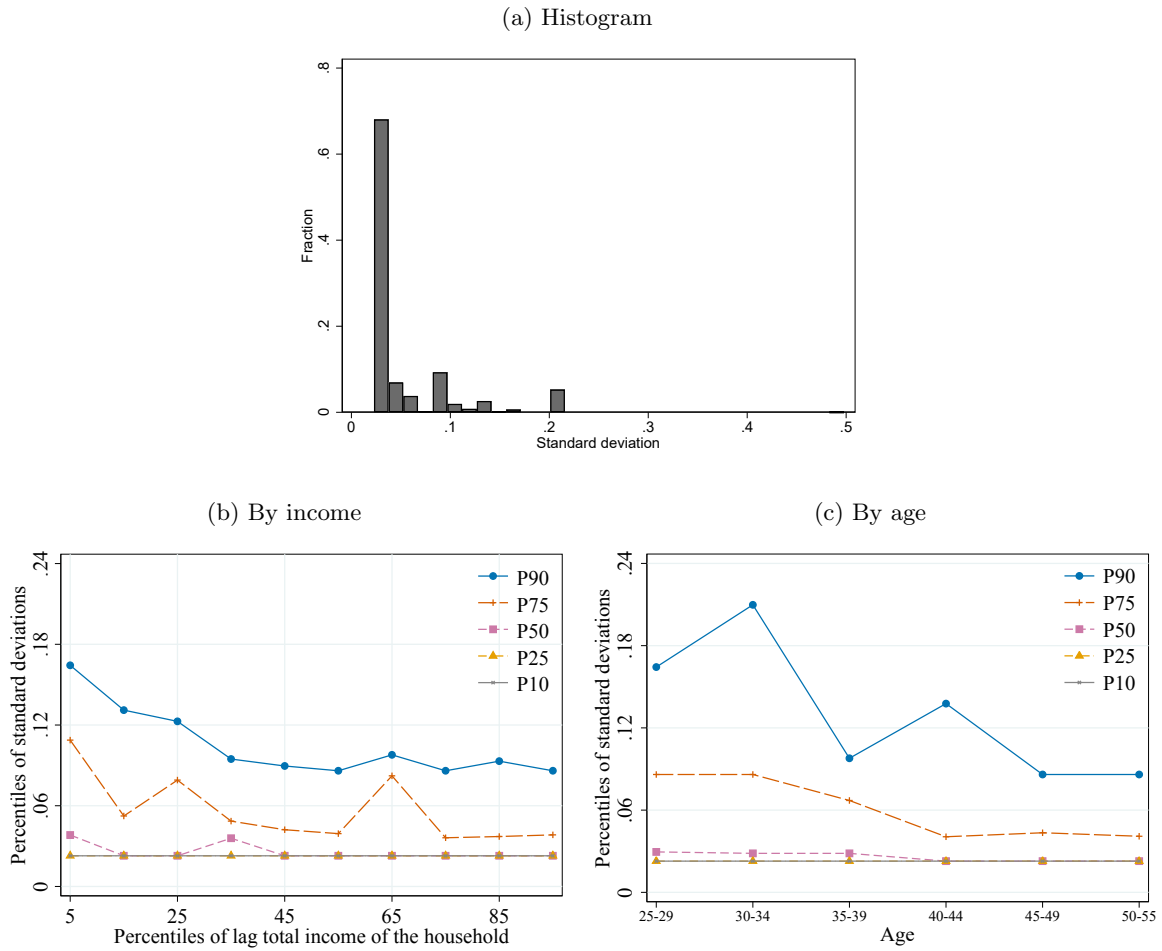 (a) Histogram
.8
.6
.4
.2
0
Fraction
0 .1 .2 .3 .4 .5
Standard deviation
(b) By income
.24
.18
.12
.06
0
Percentiles of standard deviations
P90
P75
P50
P25
P10
5 25 45 65 85
Percentiles of lag total income of the household
(c) By age
.24
.18
.12
.06
0
Percentiles of standard deviations
P90
P75
P50
P25
P10
25-29 30-34 35-39 40-44 45-49 50-55
Age